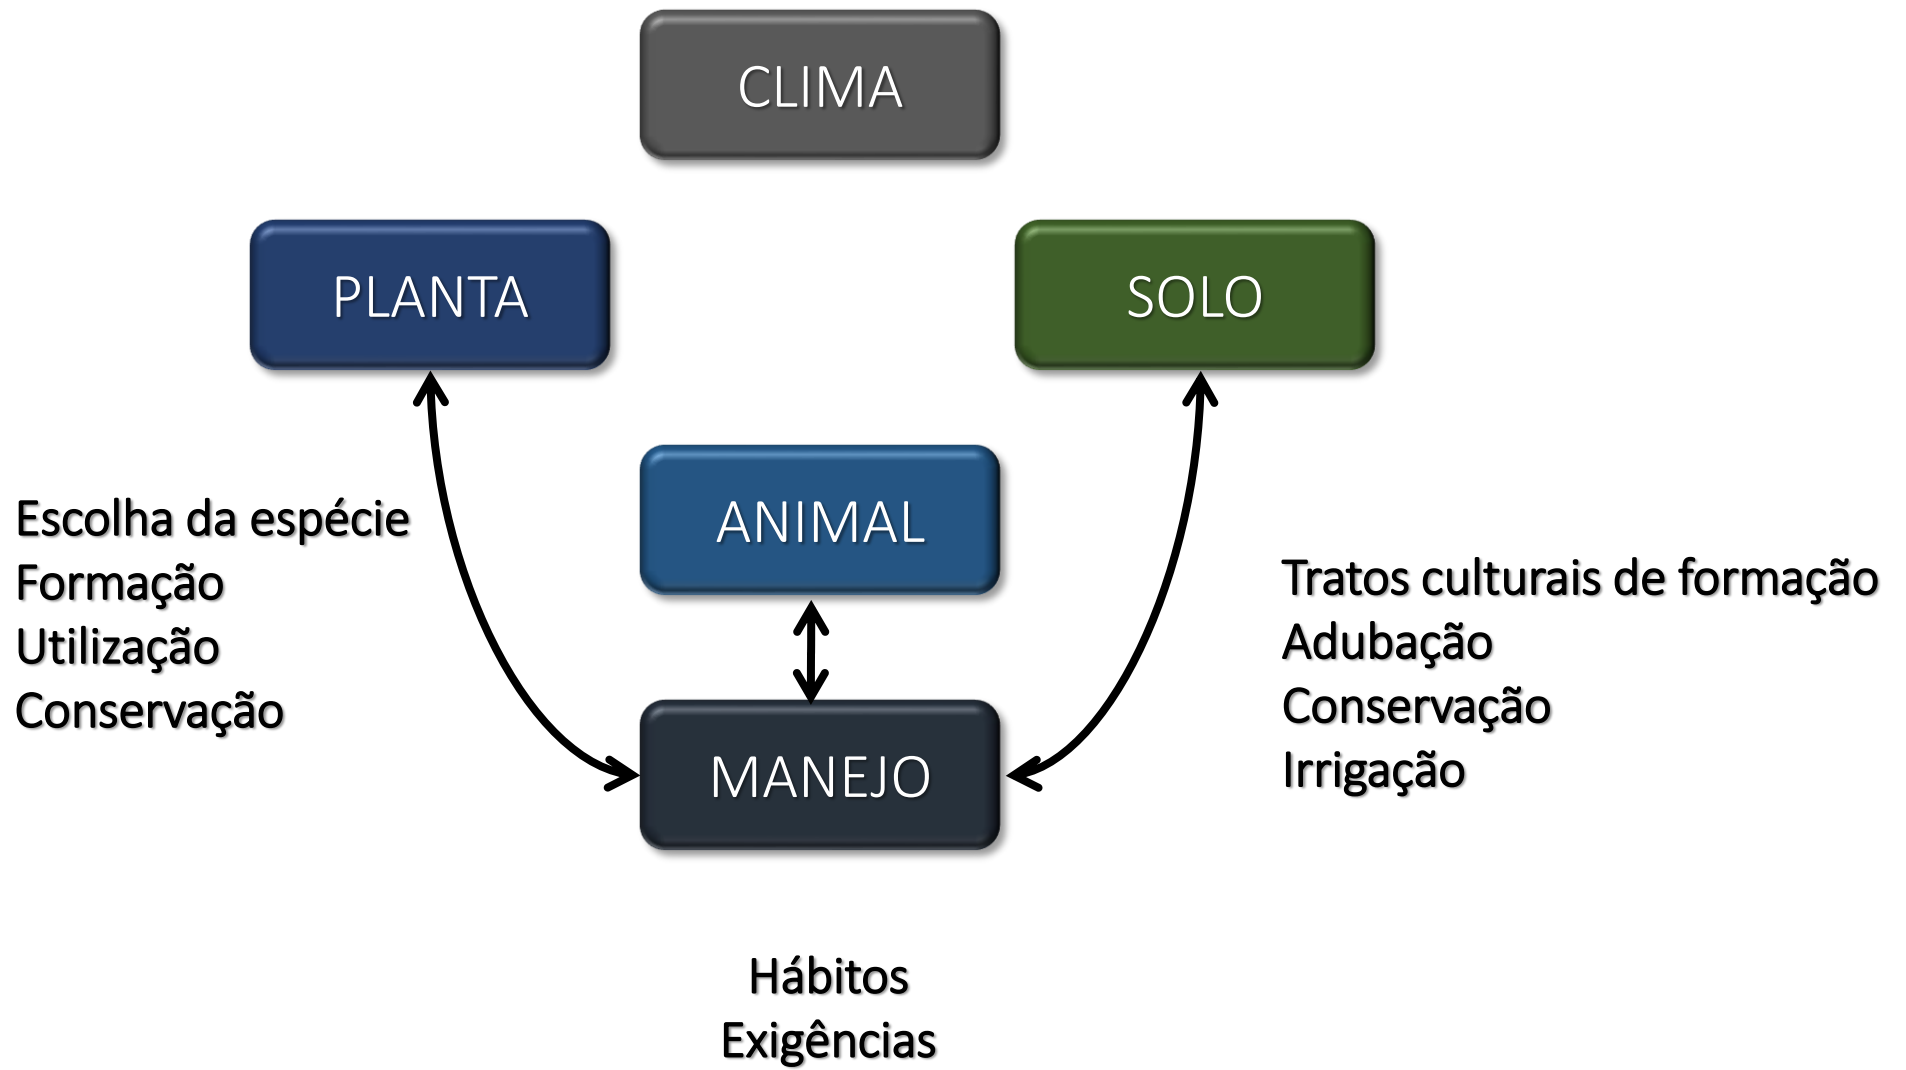 CLIMA
PLANTA
SOLO
ANIMAL
Escolha da espécie
Formação
Utilização
Conservação
Tratos culturais de formação
Adubação
Conservação
Irrigação
MANEJO
Hábitos
Exigências